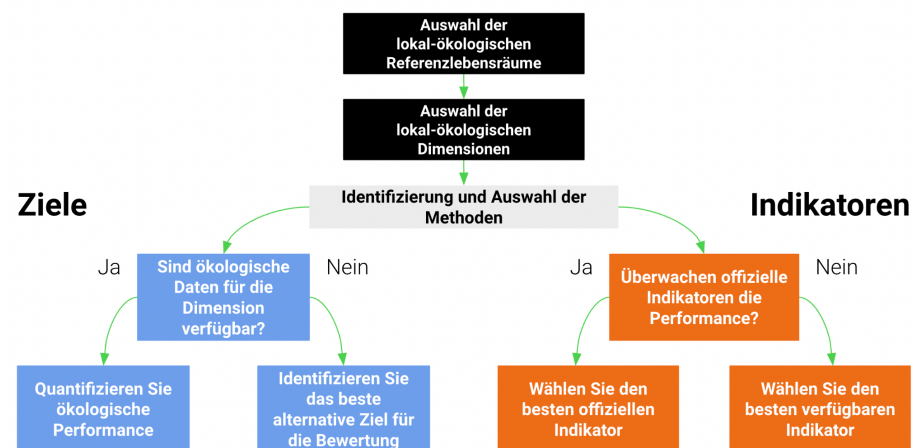 Auswahl der
lokal-ökologischen
Referenzlebensräume
Auswahl der
lokal-ökologischen
Dimensionen
Identifizierung und Auswahl der
Methoden
Ziele
Indikatoren
Ja
Sind ökologische
Daten für die
Dimension
verfügbar?
Nein
Ja
Überwachen offizielle
Indikatoren die
Performance?
Nein
Quantifizieren Sie
ökologische
Performance
Identifizieren Sie
das beste
alternative Ziel für
die Bewertung
Wählen Sie den
besten offiziellen
Indikator
Wählen Sie den
besten verfügbaren
Indikator